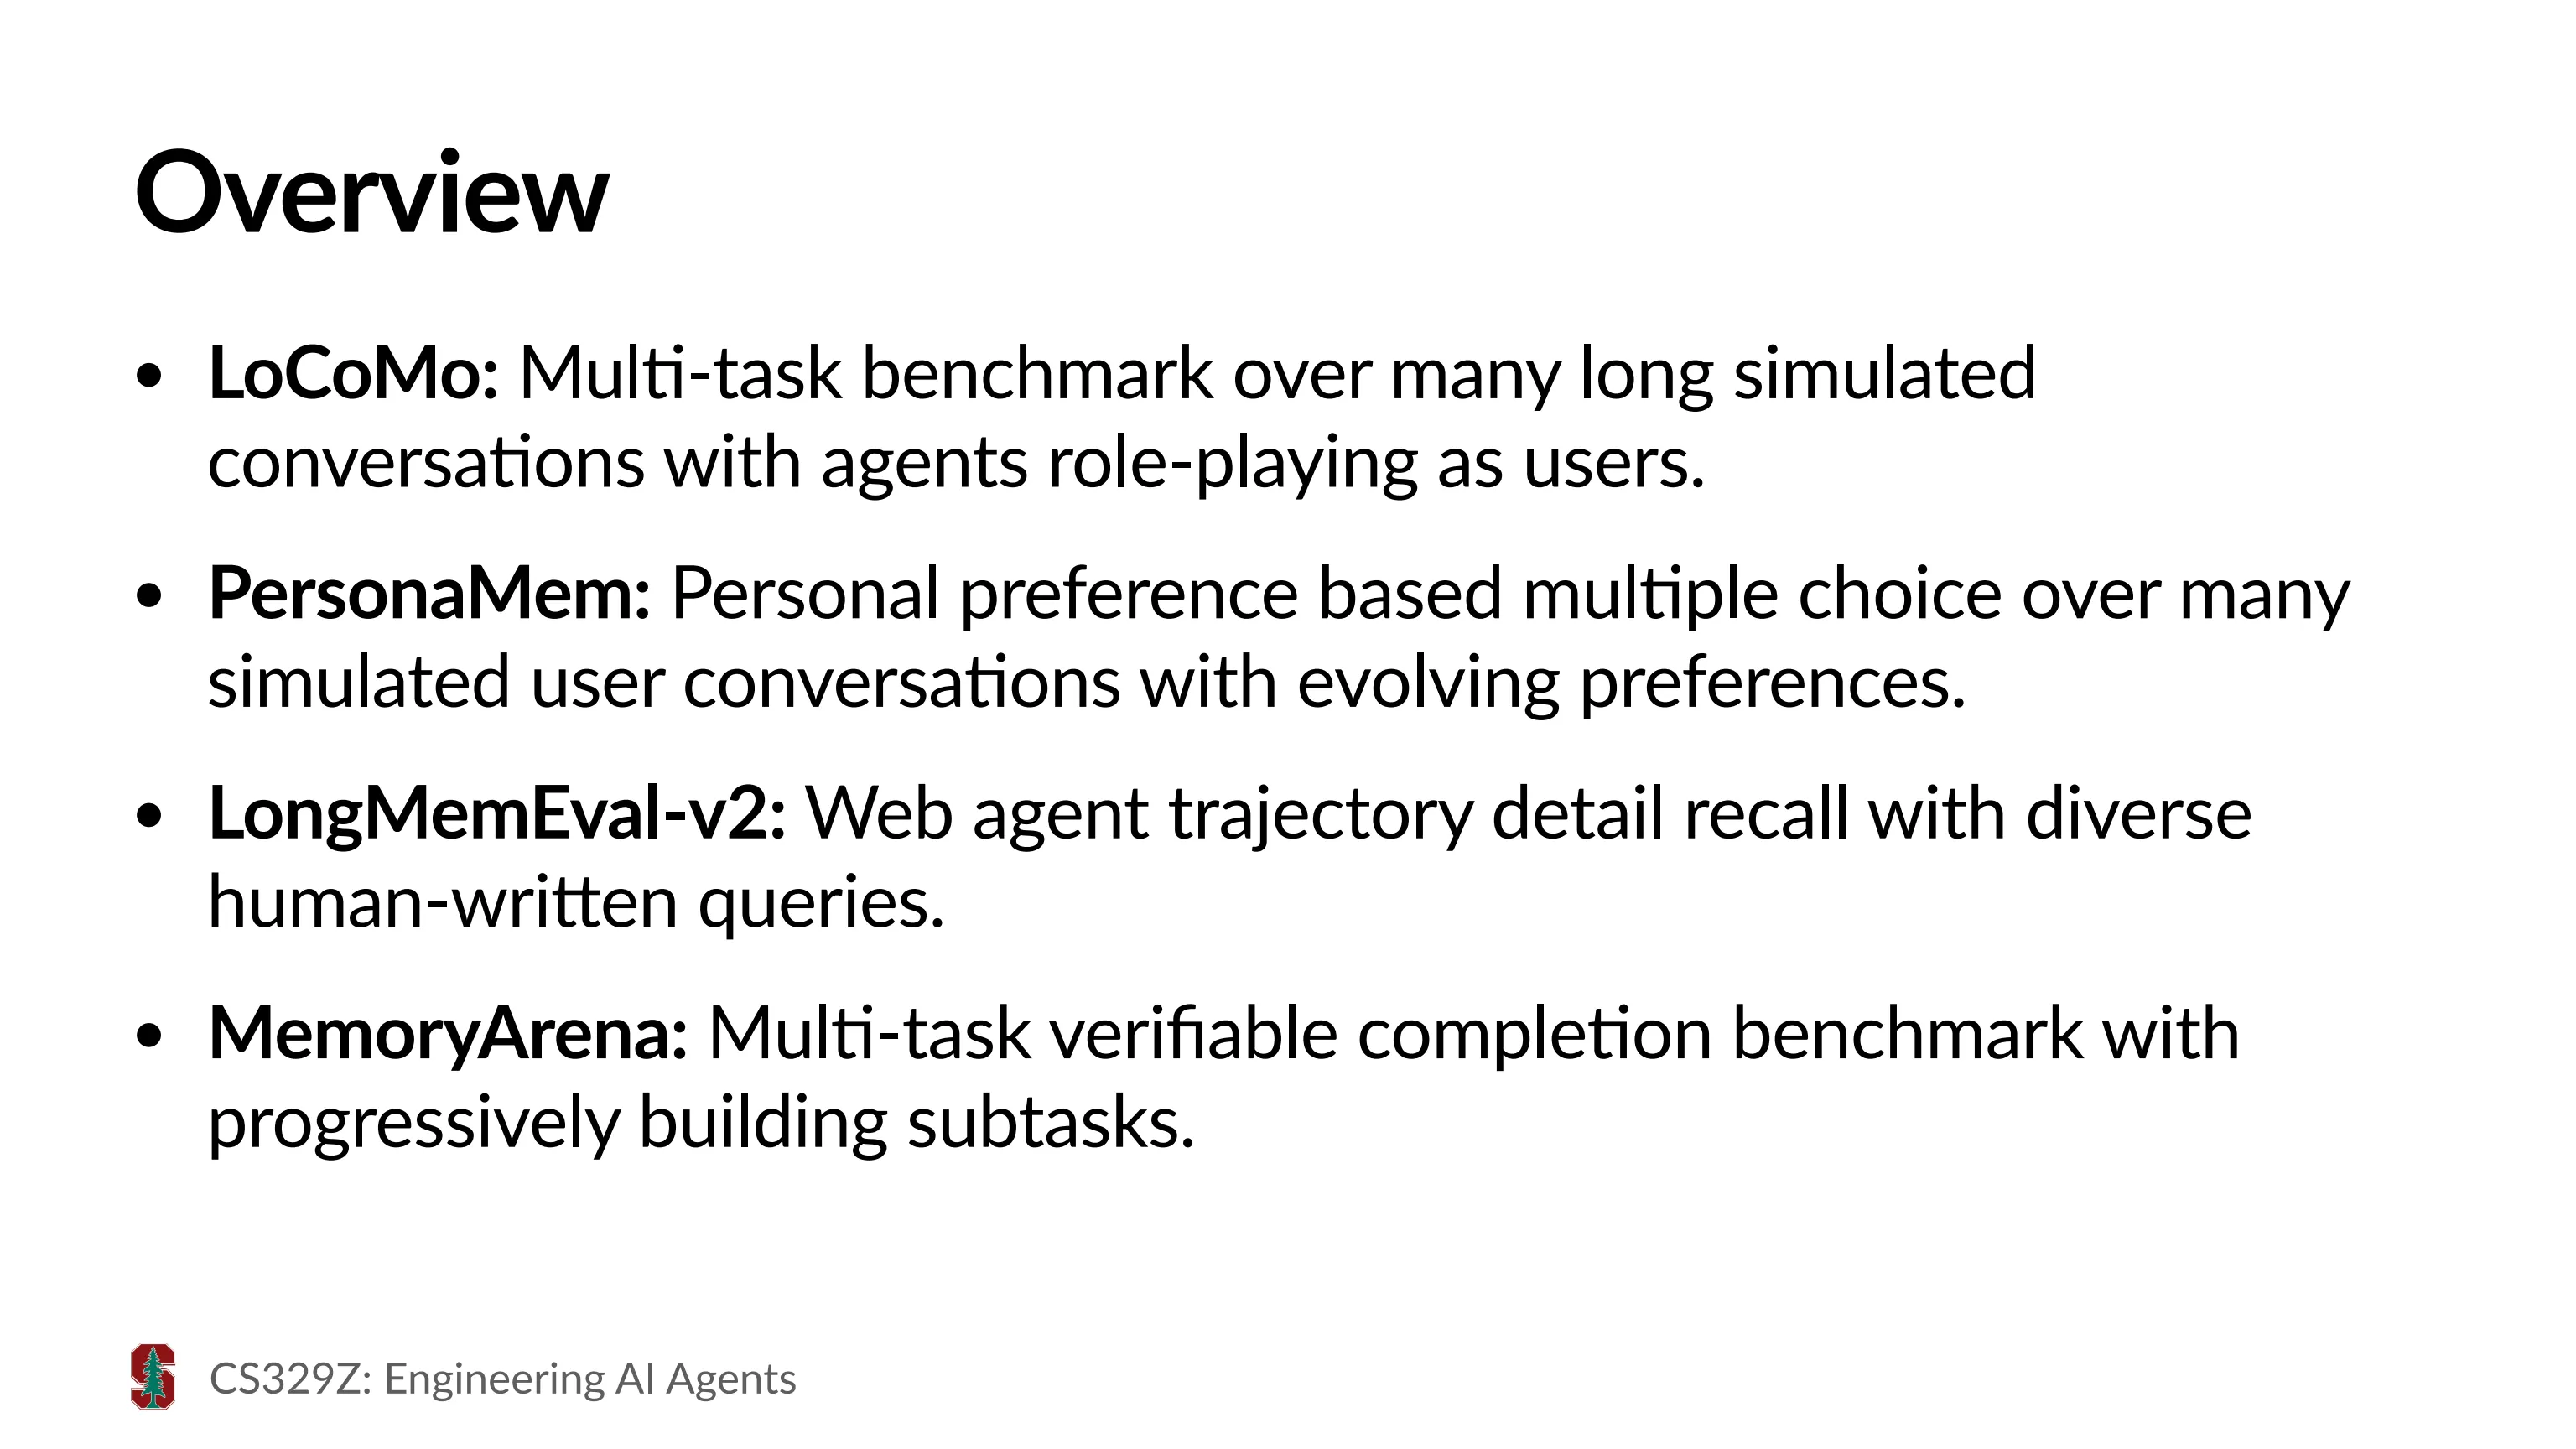 Overview
• LoCoMo: Multi-task benchmark over many long simulated
conversations with agents role-playing as users.
• PersonaMem: Personal preference based multiple choice over many
simulated user conversations with evolving preferences.
• LongMemEval-v2: Web agent trajectory detail recall with diverse
human-written queries.
• MemoryArena: Multi-task verifiable completion benchmark with
progressively building subtasks.
CS329Z: Engineering AI Agents